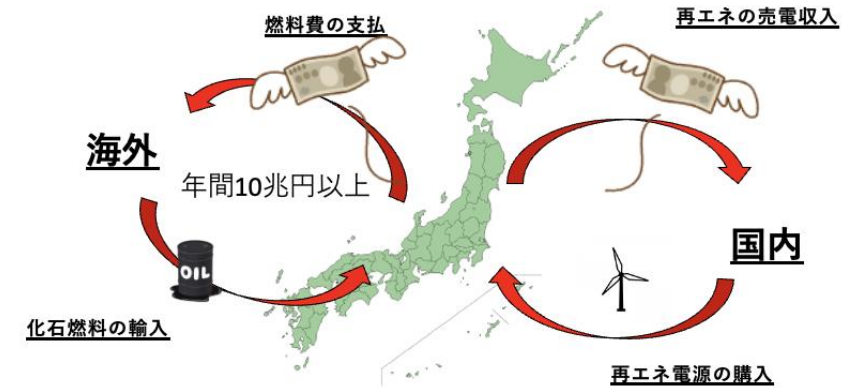 燃料費の支払
再エネの売電収入
海外
年間10兆円以上
国内
OIL
化石燃料の輸入
再エネ電源の購入